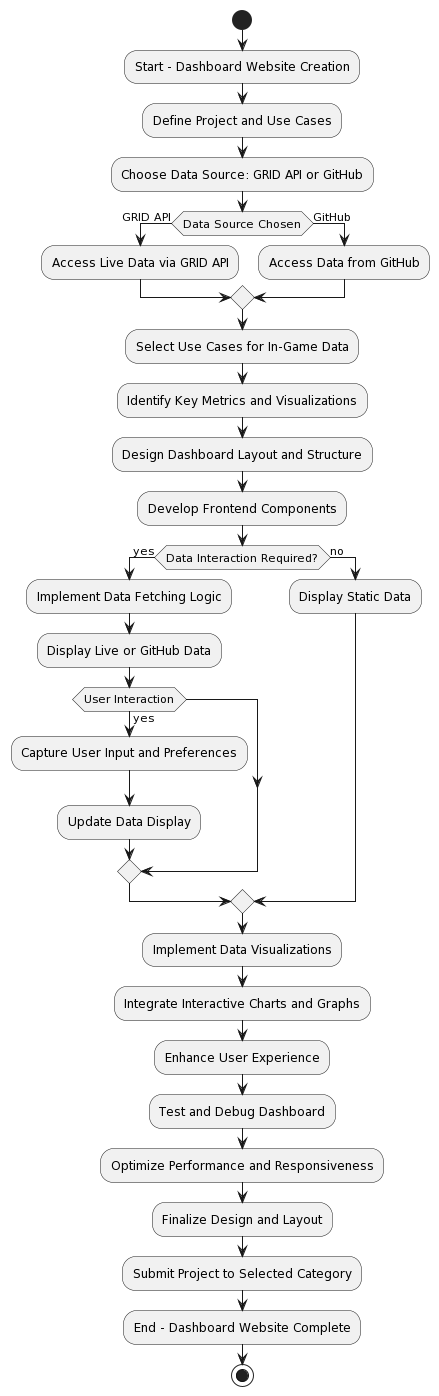 Start - Dashboard Website Creation
Define Project and Use Cases
Choose Data Source: GRID API or GitHub
GRID API
Data Source Chosen
GitHub
Access Live Data via GRID API
Access Data from GitHub
Select Use Cases for In-Game Data
Identify Key Metrics and Visualizations
Design Dashboard Layout and Structure
Develop Frontend Components
yes
Data Interaction Required?
no
Implement Data Fetching Logic
Display Static Data
Display Live or GitHub Data
User Interaction
yes
Capture User Input and Preferences
Update Data Display
Implement Data Visualizations
Integrate Interactive Charts and Graphs
Enhance User Experience
Test and Debug Dashboard
Optimize Performance and Responsiveness
Finalize Design and Layout
Submit Project to Selected Category
End - Dashboard Website Complete